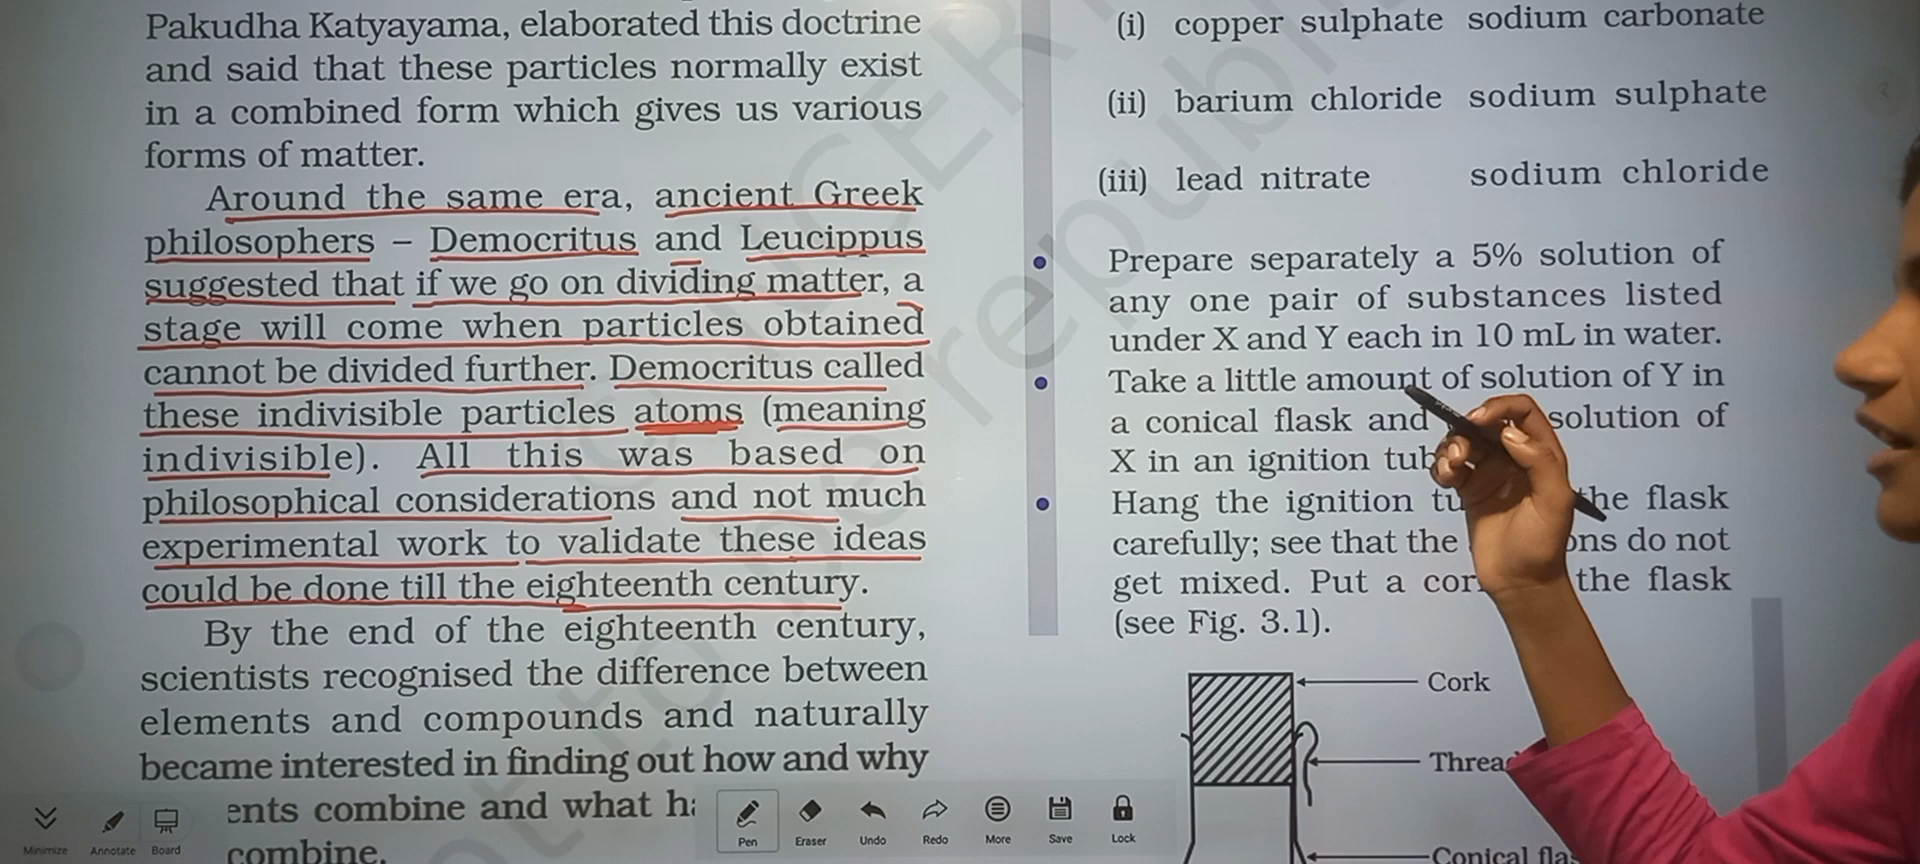 Pakudha Katyayama, elaborated this doctrine
and said that these particles normally exist
in a combined form which gives us various
forms of matter.
Around the same era, ancient Greek
philosophers – Democritus and Leucippus
suggested that if we go on dividing matter, a
stage will come when particles obtained
cannot be divided further. Democritus called
these indivisible particles atoms (meaning
indivisible). All this was based on
philosophical considerations and not much
experimental work to validate these ideas
could be done till the eighteenth century.
By the end of the eighteenth century,
scientists recognised the difference between
elements and compounds and naturally
became interested in finding out how and why
ents combine and what
combine.
(i) copper sulphate sodium carbonate
(ii) barium chloride sodium sulphate
(iii) lead nitrate sodium chloride
• Prepare separately a 5% solution of
any one pair of substances listed
under X and Y each in 10 mL in water.
• Take a little amount of solution of Y in
a conical flask and solution of
X in an ignition
• Hang the ignition the flask
carefully; see that the do not
get mixed. Put a the flask
(see Fig. 3.1).
Cork
Conical
Minimize Annotate Board Pen Eraser Undo Redo More Save Lock